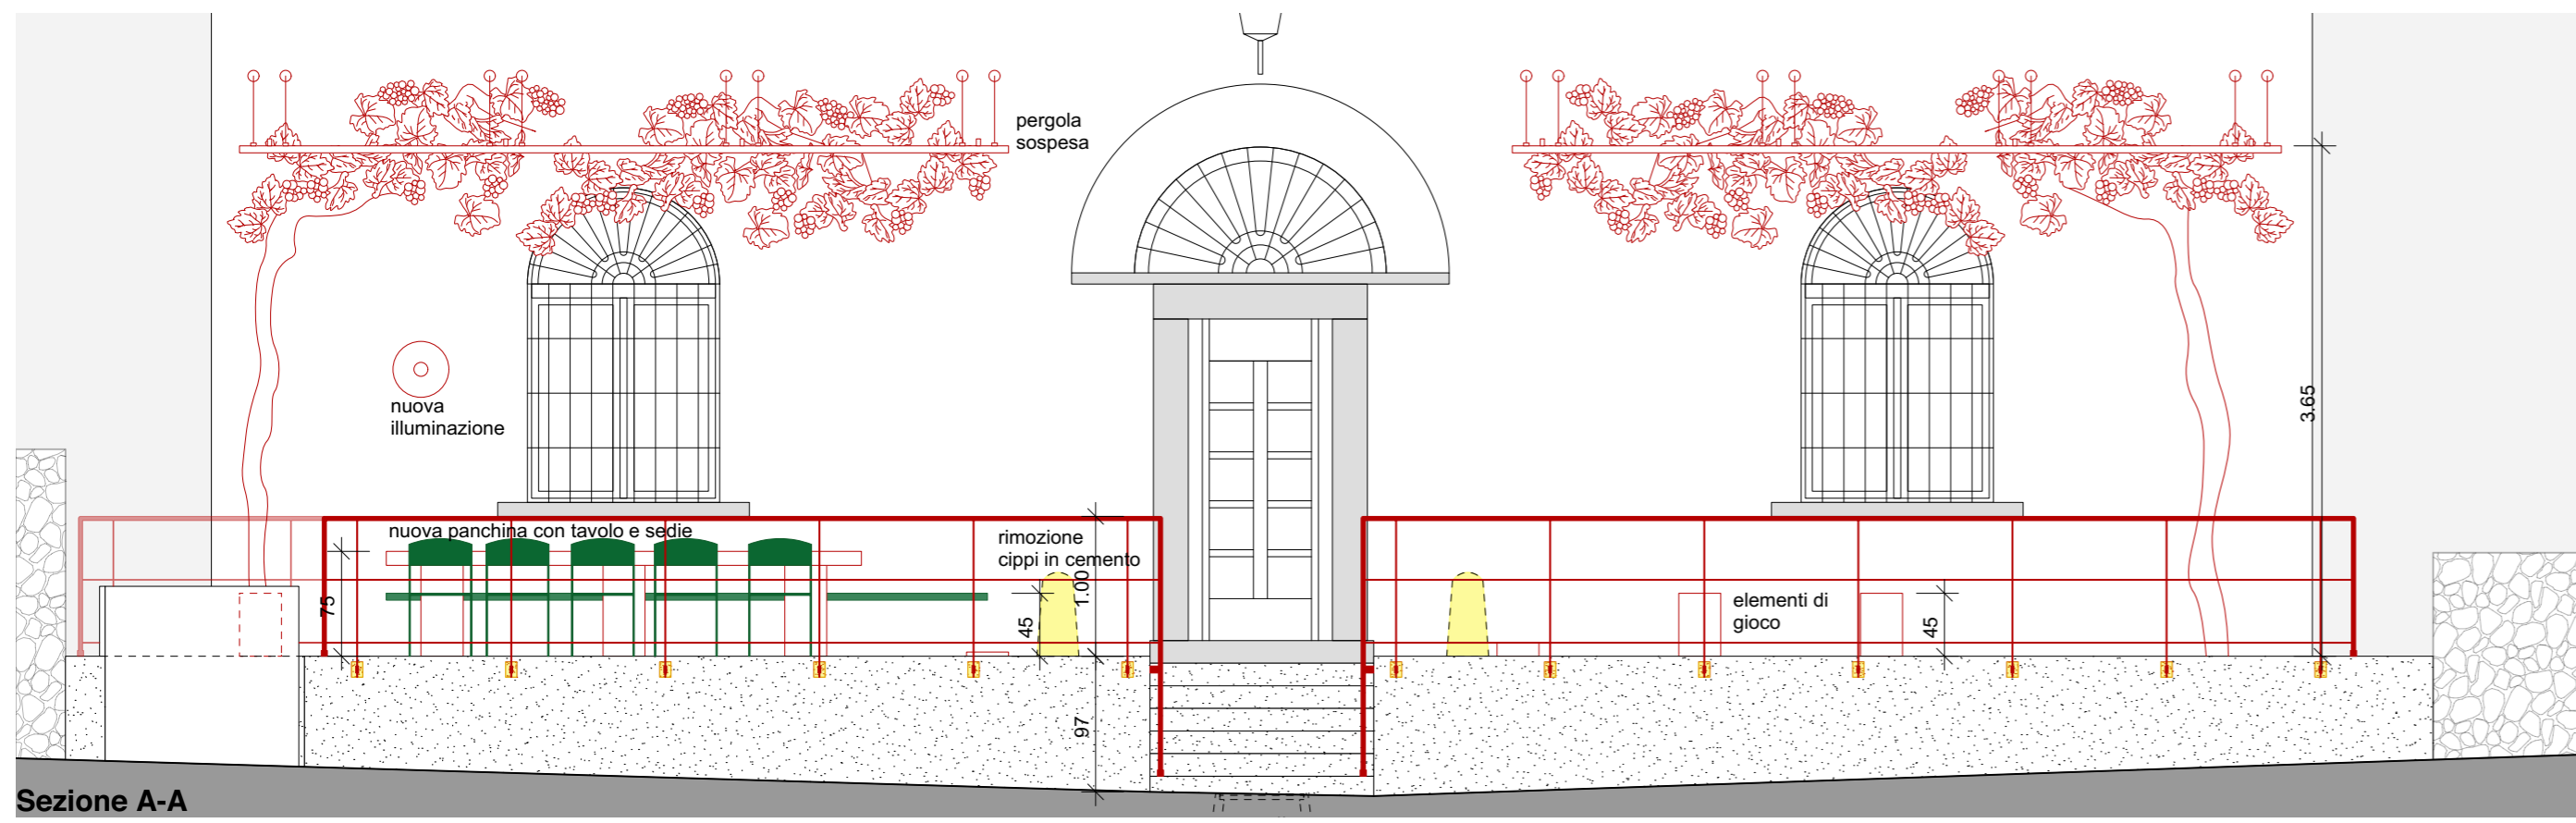 pergola
sospesa
nuova
illuminazione
3.65
nuova panchina con tavolo e sedie
rimozione
cippi in cemento
1.00
75
45
elementi di
gioco
45
97
Sezione A-A